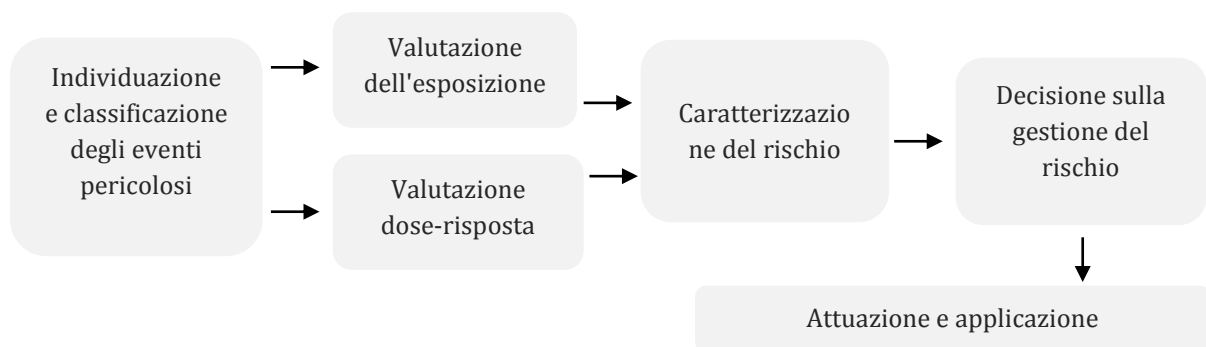 Individuazione
e classificazione
degli eventi
pericolosi
Valutazione
dell'esposizione
Valutazione
dose-risposta
Caratterizzazio
ne del rischio
Decisione sulla
gestione del
rischio
Attuazione e applicazione